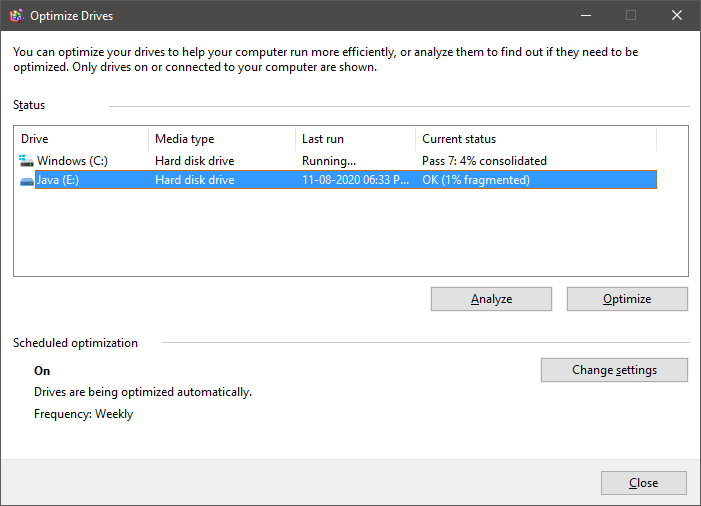 Optimize Drives
You can optimize your drives to help your computer run more efficiently, or analyze them to find out if they need to be
optimized. Only drives on or connected to your computer are shown.
Status
Drive Media type Last run Current status
Windows (C:) Hard disk drive Running... Pass 7: 4% consolidated
Java (E:) Hard disk drive 11-08-2020 06:33 P... OK (1% fragmented)
Analyze Optimize
Scheduled optimization
On Change settings
Drives are being optimized automatically.
Frequency: Weekly
Close